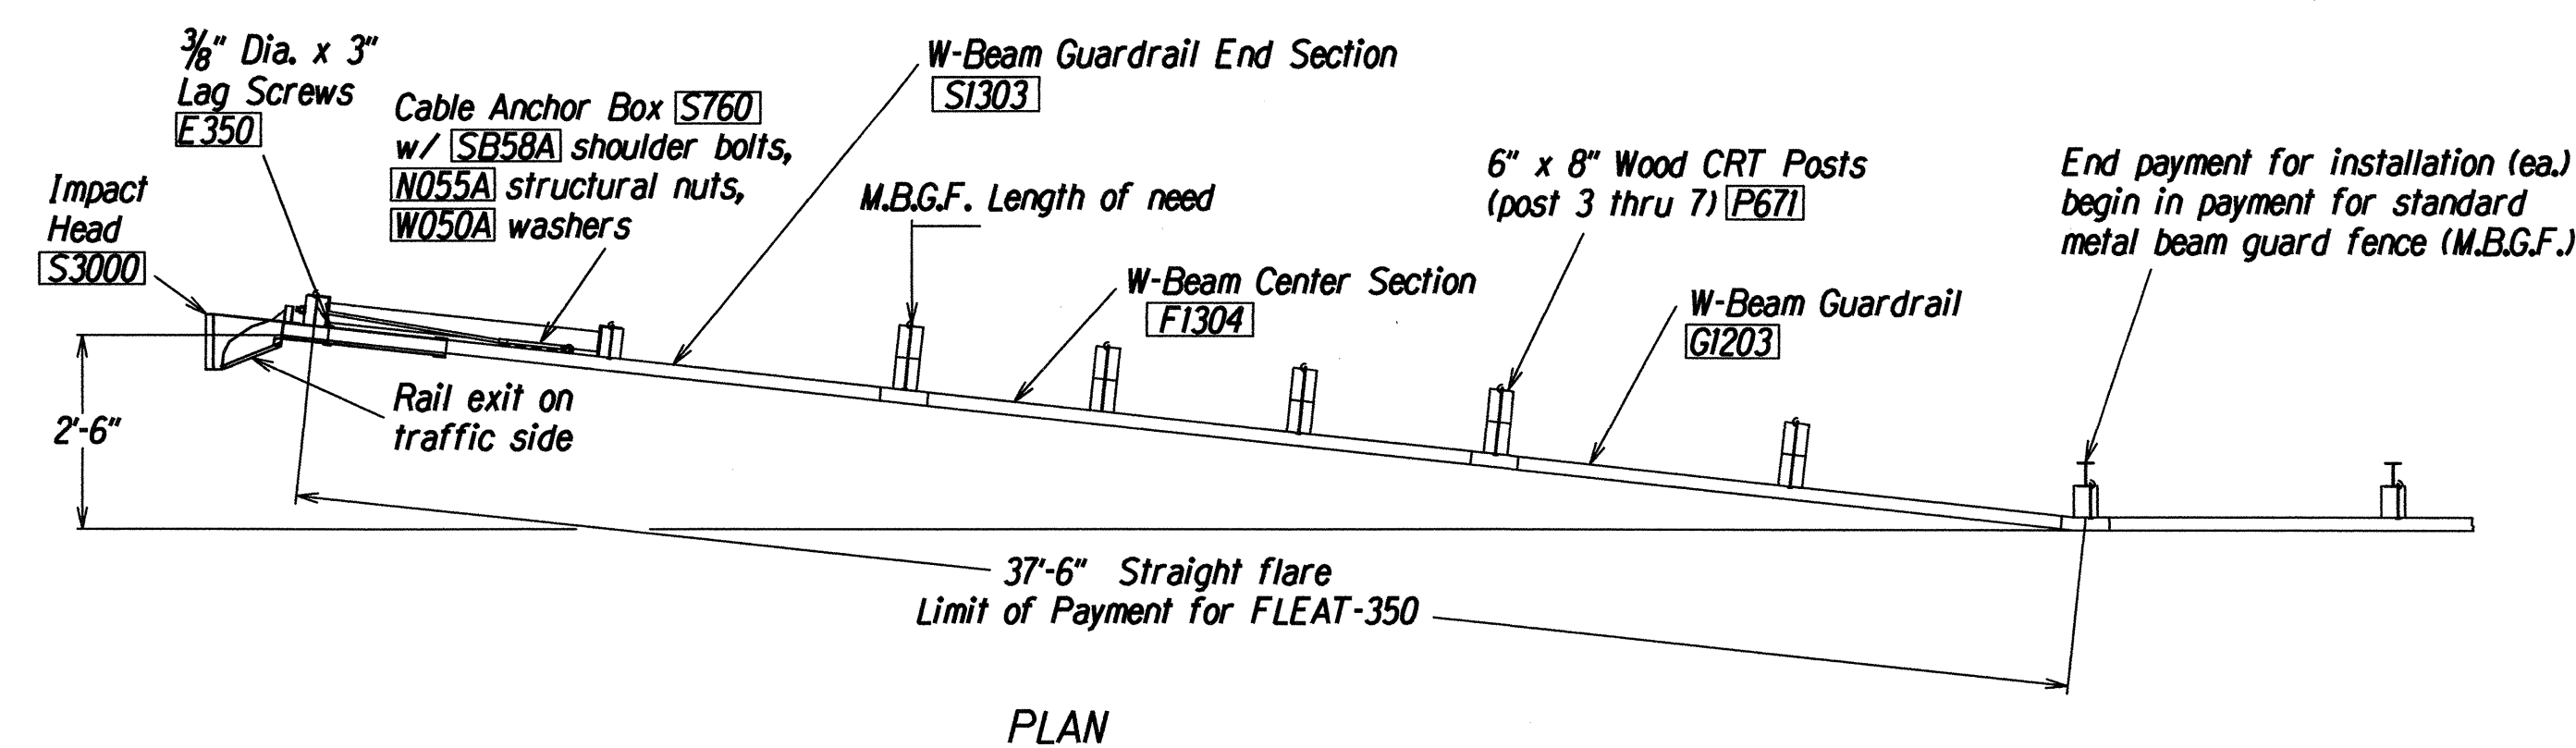 3/8" Dia. x 3"
Lag Screws
E350
Cable Anchor Box S760
w/ SB58A shoulder bolts,
N055A structural nuts,
W050A washers
W-Beam Guardrail End Section
S1303
Impact
Head
S3000
M.B.G.F. Length of need
6" x 8" Wood CRT Posts
(post 3 thru 7) P671
End payment for installation (ea.)
begin in payment for standard
metal beam guard fence (M.B.G.F.)
W-Beam Center Section
F1304
W-Beam Guardrail
G1203
Rail exit on
traffic side
2'-6"
37'-6" Straight flare
Limit of Payment for FLEAT-350
PLAN